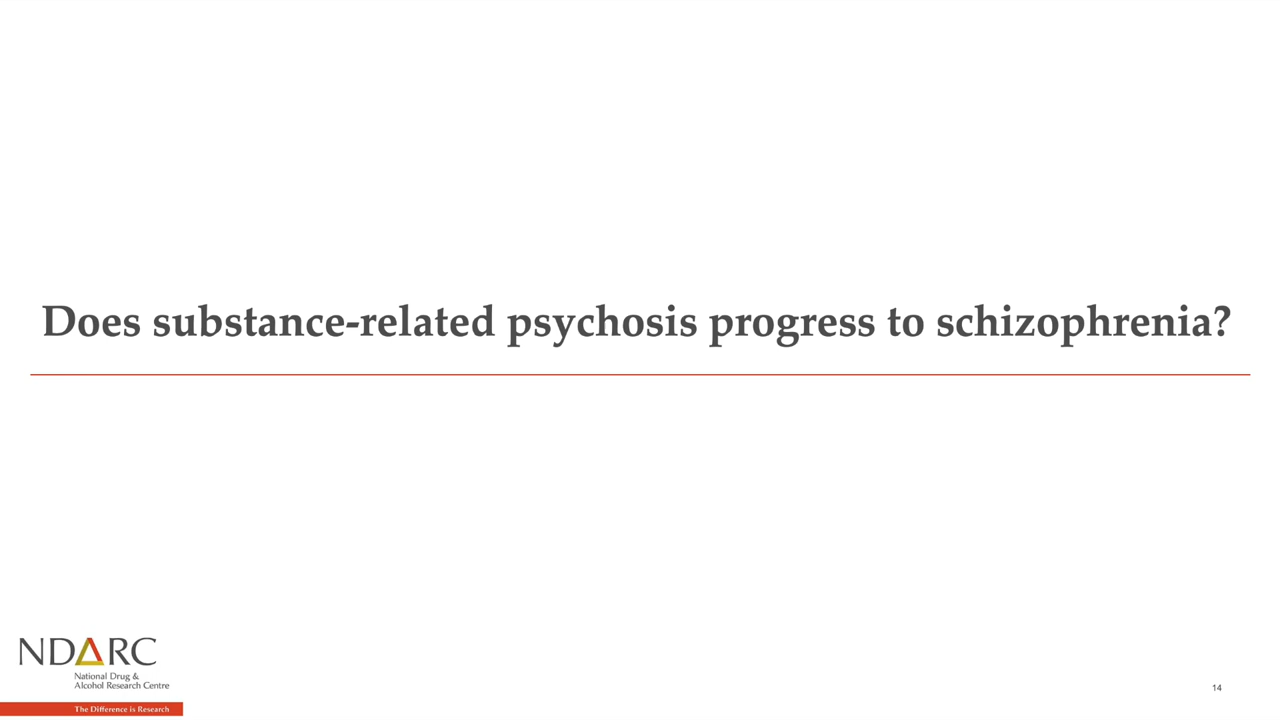 Does substance-related psychosis progress to schizophrenia?
NDARC
National Drug &
Alcohol Research Centre
The Difference is Research
14